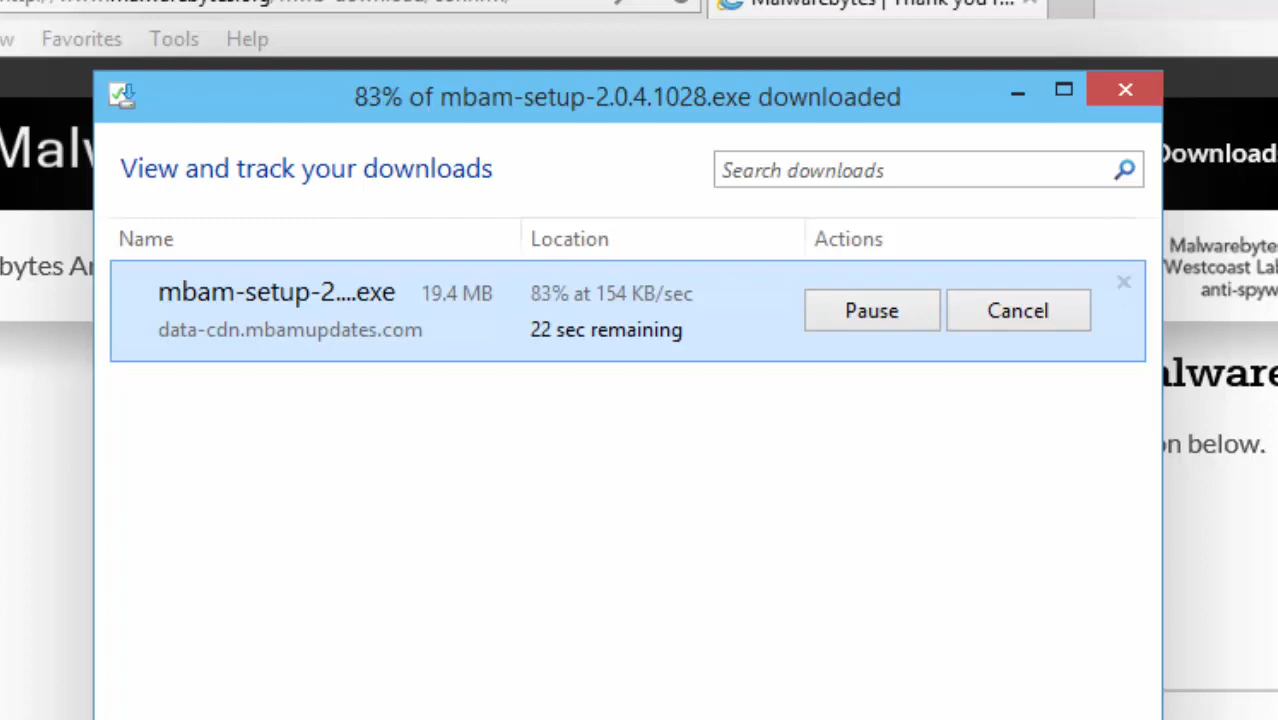 Malwarebytes | Thank you f...
Favorites Tools Help
83% of mbam-setup-2.0.4.1028.exe downloaded
View and track your downloads
Search downloads
Downloads
Name Location Actions
mbam-setup-2....exe 19.4 MB 83% at 154 KB/sec Pause Cancel
data-cdn.mbamupdates.com 22 sec remaining
Malwarebyte
Westcoast Lab
anti-spyw
alware
on below.